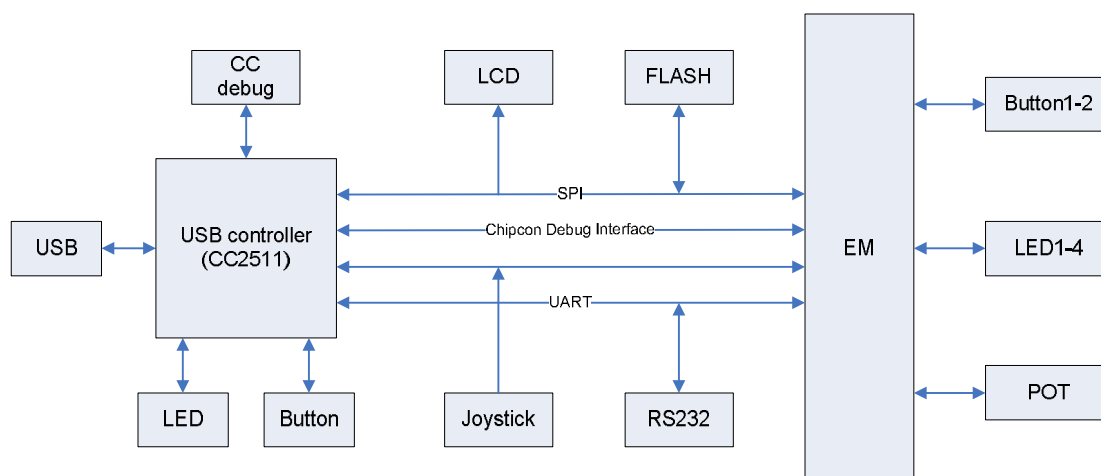 CC
debug
LCD
FLASH
Button1-2
SPI
USB
USB controller
(CC2511)
Chipcon Debug Interface
EM
LED1-4
UART
LED
Button
Joystick
RS232
POT